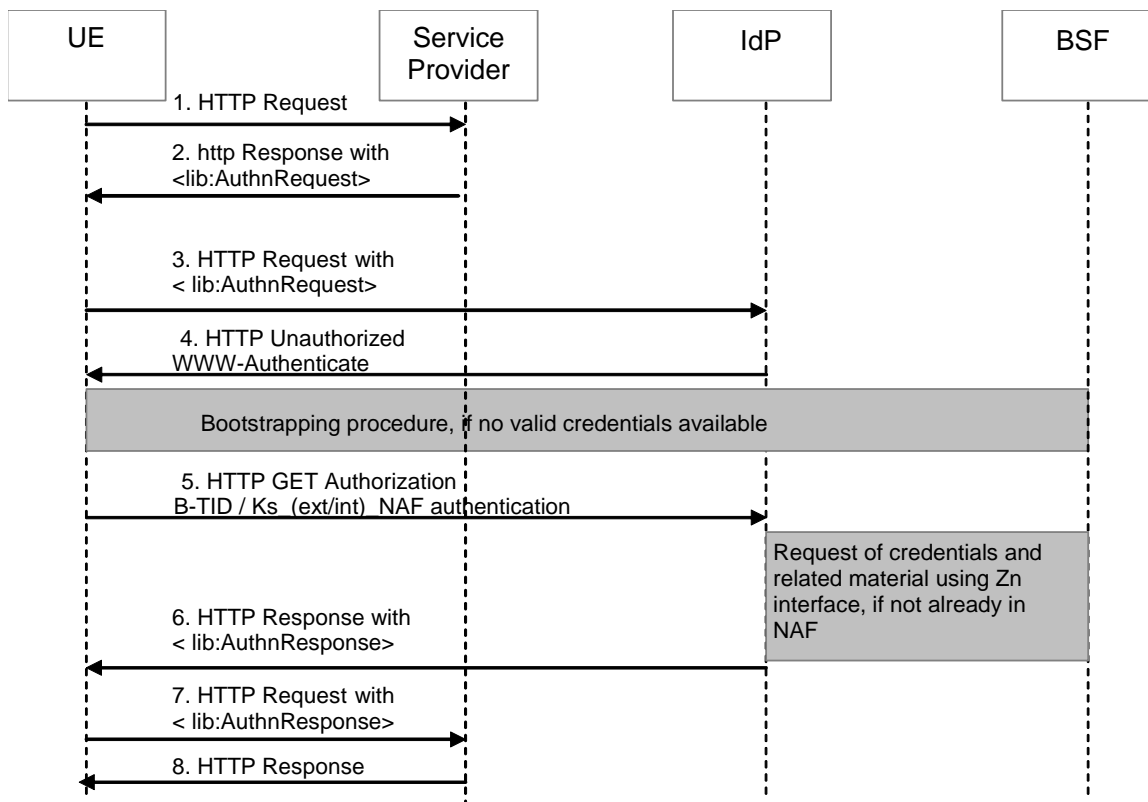 UE
Service
Provider
IdP
BSF
1. HTTP Request
2. http Response with
<lib:AuthnRequest>
3. HTTP Request with
< lib:AuthnRequest>
4. HTTP Unauthorized
WWW-Authenticate
Bootstrapping procedure, if no valid credentials available
5. HTTP GET Authorization
B-TID / Ks_(ext/int)_NAF authentication
Request of credentials and
related material using Zn
interface, if not already in
NAF
6. HTTP Response with
< lib:AuthnResponse>
7. HTTP Request with
< lib:AuthnResponse>
8. HTTP Response